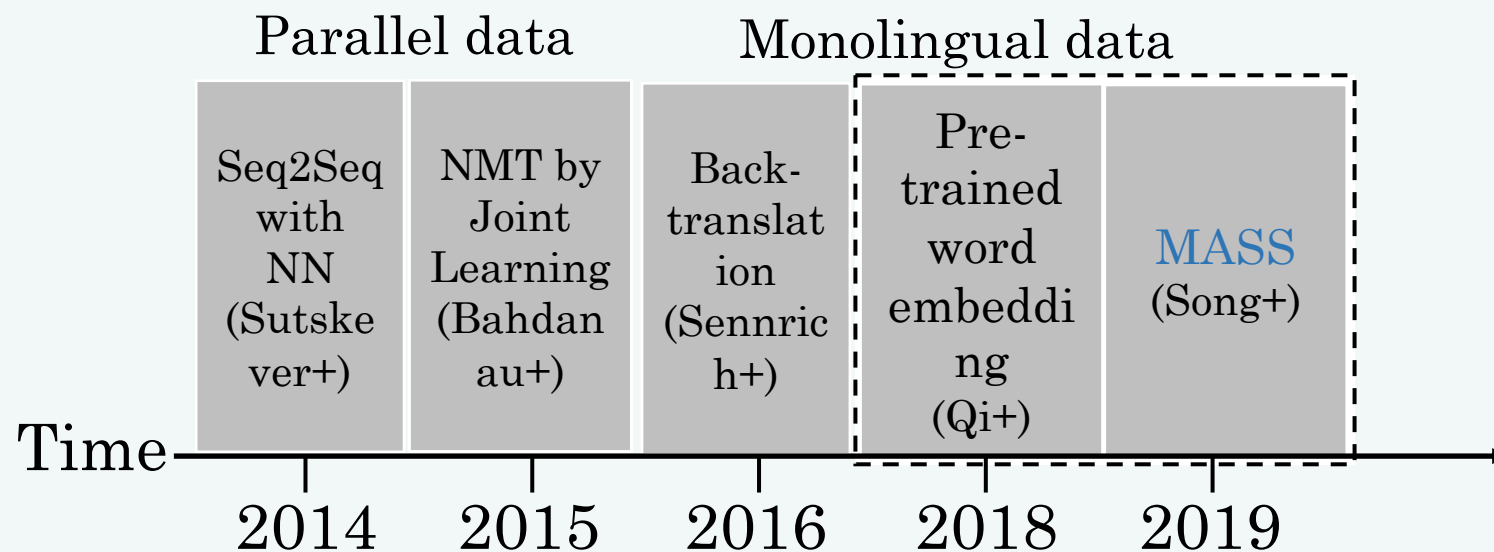 Parallel data
Monolingual data
Seq2Seq
with
NN
(Sutske
ver+)
NMT by
Joint
Learning
(Bahdan
au+)
Back-
translat
ion
(Sennric
h+)
Pre-
trained
word
embeddi
ng
(Qi+)
MASS
(Song+)
Time
2014
2015
2016
2018
2019